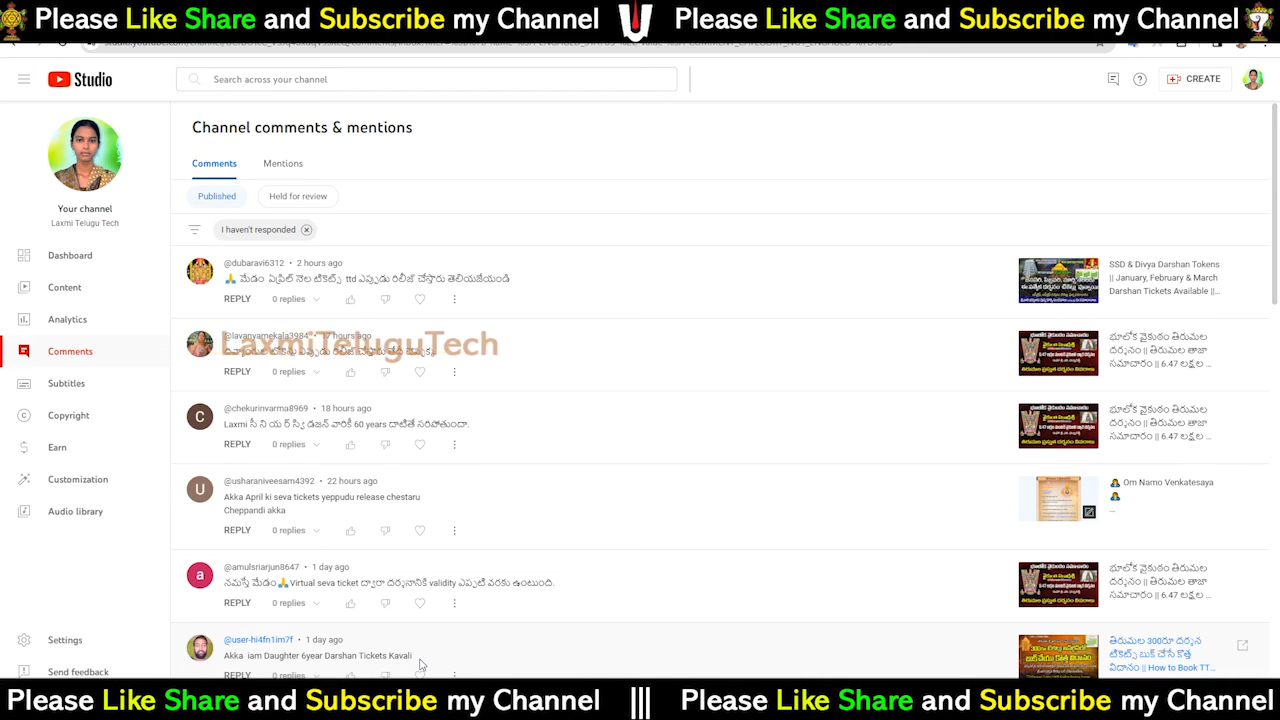 Please Like Share and Subscribe my Channel
Please Like Share and Subscribe my Channel
Studio
Search across your channel
CREATE
Channel comments & mentions
Comments
Mentions
Published
Held for review
I haven't responded
Your channel
Laxmi Telugu Tech
Dashboard
Content
Analytics
Comments
Subtitles
Copyright
Earn
Customization
Audio library
Settings
Send feedback
@dubaravi6312 • 2 hours ago
🙏 మేడం ఏప్రిల్ నెల టికెట్స్ ttd ఎప్పుడు రిలీజ్ చేస్తారు తెలియజేయండి
REPLY 0 replies
SSD & Divya Darshan Tokens
|| January, February & March
Darshan Tickets Available ||...
@lavanyamekala3984 • 17 hours ago
LaxmiTeluguTech
REPLY 0 replies
భూలోక వైకుంఠం తిరుమల
దర్శనం || తిరుమల తాజా
సమాచారం || 6.47 లక్షల ...
@chekurinvarma8969 • 18 hours ago
Laxmi సీ ని య ర్ సి
REPLY 0 replies
భూలోక వైకుంఠం తిరుమల
దర్శనం || తిరుమల తాజా
సమాచారం || 6.47 లక్షల ...
@usharaniveesam4392 • 22 hours ago
Akka April ki seva tickets yeppudu release chestaru
Cheppandi akka
REPLY 0 replies
Om Namo Venkatesaya
...
@amulsriarjun8647 • 1 day ago
నమస్తే మేడం🙏Virtual seva ticket ద్వారా దర్శనానికి validity ఎప్పటి వరకు ఉంటుంది.
REPLY 0 replies
భూలోక వైకుంఠం తిరుమల
దర్శనం || తిరుమల తాజా
సమాచారం || 6.47 లక్షల ...
@user-hi4fn1im7f • 1 day ago
Akka iam Daughter 6year Darshan Tickets Kavali
తిరుమల 300రూ దర్శన
టికెట్స్ బుక్ చేసే కొత్త
విధానం || How to Book TT...
Please Like Share and Subscribe my Channel
Please Like Share and Subscribe my Channel